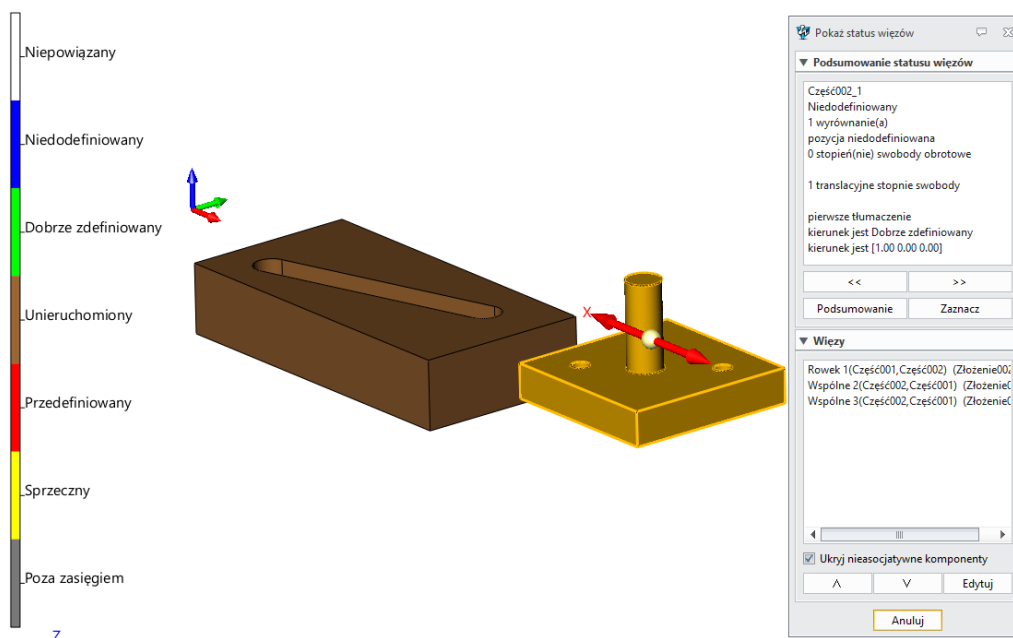 Niepowiązany
Niedodefiniowany
Dobrze zdefiniowany
Unieruchomiony
Przedefiniowany
Sprzeczny
Poza zasięgiem
Z
X
Pokaż status więzów
Podsumowanie statusu więzów
Część002_1
Niedodefiniowany
1 wyrównanie(a)
pozycja niedodefiniowana
0 stopień(nie) swobody obrotowe
1 translacyjne stopnie swobody
pierwsze tłumaczenie
kierunek jest Dobrze zdefiniowany
kierunek jest [1.00 0.00 0.00]
<< >>
Podsumowanie Zaznacz
Więzy
Rowek 1(Część001,Część002) (Złożenie002
Wspólne 2(Część002,Część001) (Złożenie
Wspólne 3(Część002,Część001) (Złożenie
Ukryj nieasocjatywne komponenty
Edytuj
Anuluj